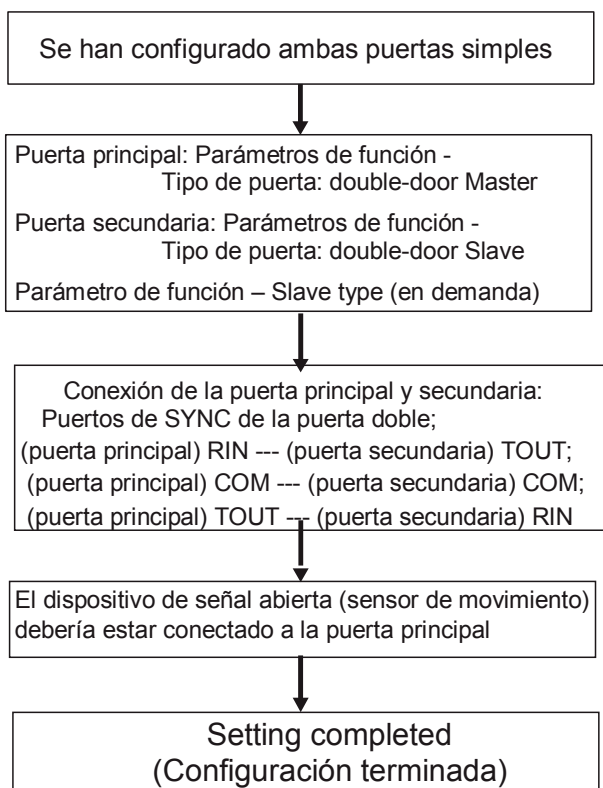 Se han configurado ambas puertas simples
Puerta principal: Parámetros de función -
Tipo de puerta: double-door Master
Puerta secundaria: Parámetros de función -
Tipo de puerta: double-door Slave
Parámetro de función – Slave type (en demanda)
Conexión de la puerta principal y secundaria:
Puertos de SYNC de la puerta doble;
(puerta principal) RIN --- (puerta secundaria) TOUT;
(puerta principal) COM --- (puerta secundaria) COM;
(puerta principal) TOUT --- (puerta secundaria) RIN
El dispositivo de señal abierta (sensor de movimiento)
debería estar conectado a la puerta principal
Setting completed
(Configuración terminada)